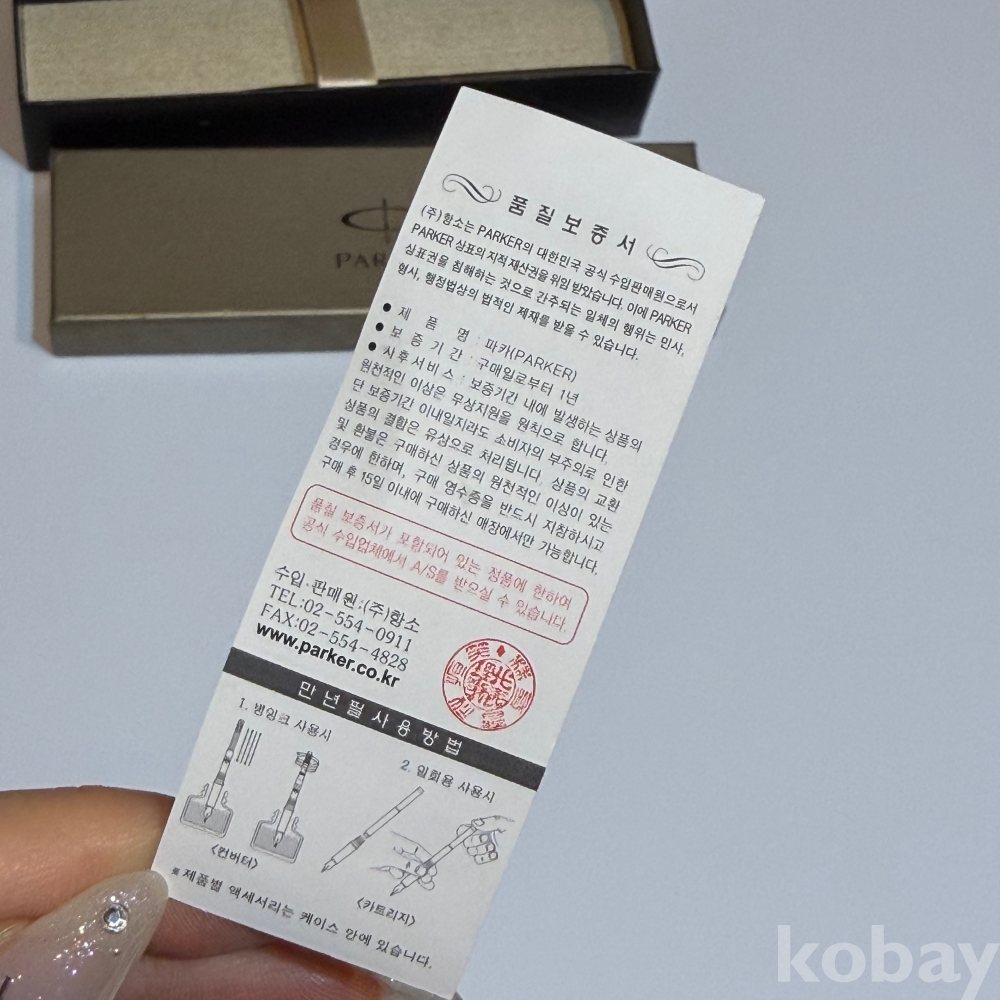 PAR
품질보증서
(주)항소는 PARKER의 대한민국 공식 수입판매원으로서
PARKER 상표의 지적 재산권을 위임 받았습니다. 이에 PARKER
상표권을 침해하는 것으로 간주되는 일체의 행위는 민사,
형사, 행정법상의 법적인 제재를 받을 수 있습니다.
● 제 품 명 : 파카(PARKER)
● 보 증 기 간 : 구매일로부터 1년
● 사후서비스 : 보증기간 내에 발생하는 상품의
원천적인 이상은 무상지원을 원칙으로 합니다.
단 보증기간 이내일지라도 소비자의 부주의로 인한
상품의 결함은 유상으로 처리됩니다. 상품의 교환
및 환불은 구매하신 상품의 원천적인 이상이 있는
경우에 한하며, 구매 영수증을 반드시 지참하시고
구매 후 15일 이내에 구매하신 매장에서만 가능합니다.
품질 보증서가 포함되어 있는 정품에 한하여
공식 수입업체에서 A/S를 받으실 수 있습니다.
수입·판매원:(주)항소
TEL:02-554-0911
FAX:02-554-4828
www.parker.co.kr
만년필사용방법
1. 병잉크 사용시
2. 일회용 사용시
<컨버터>
<카트리지>
※ 제품별 액세서리는 케이스 안에 있습니다.
kobay